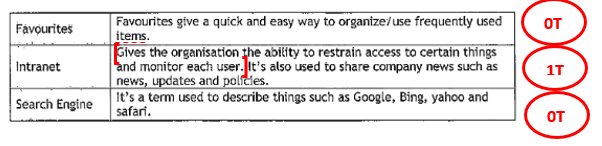 Favourites
Favourites give a quick and easy way to organize/use frequently used
items.
0T
Intranet
Gives the organisation the ability to restrain access to certain things
and monitor each user. It's also used to share company news such as
news, updates and policies.
1T
Search Engine
It's a term used to describe things such as Google, Bing, yahoo and
safari.
0T